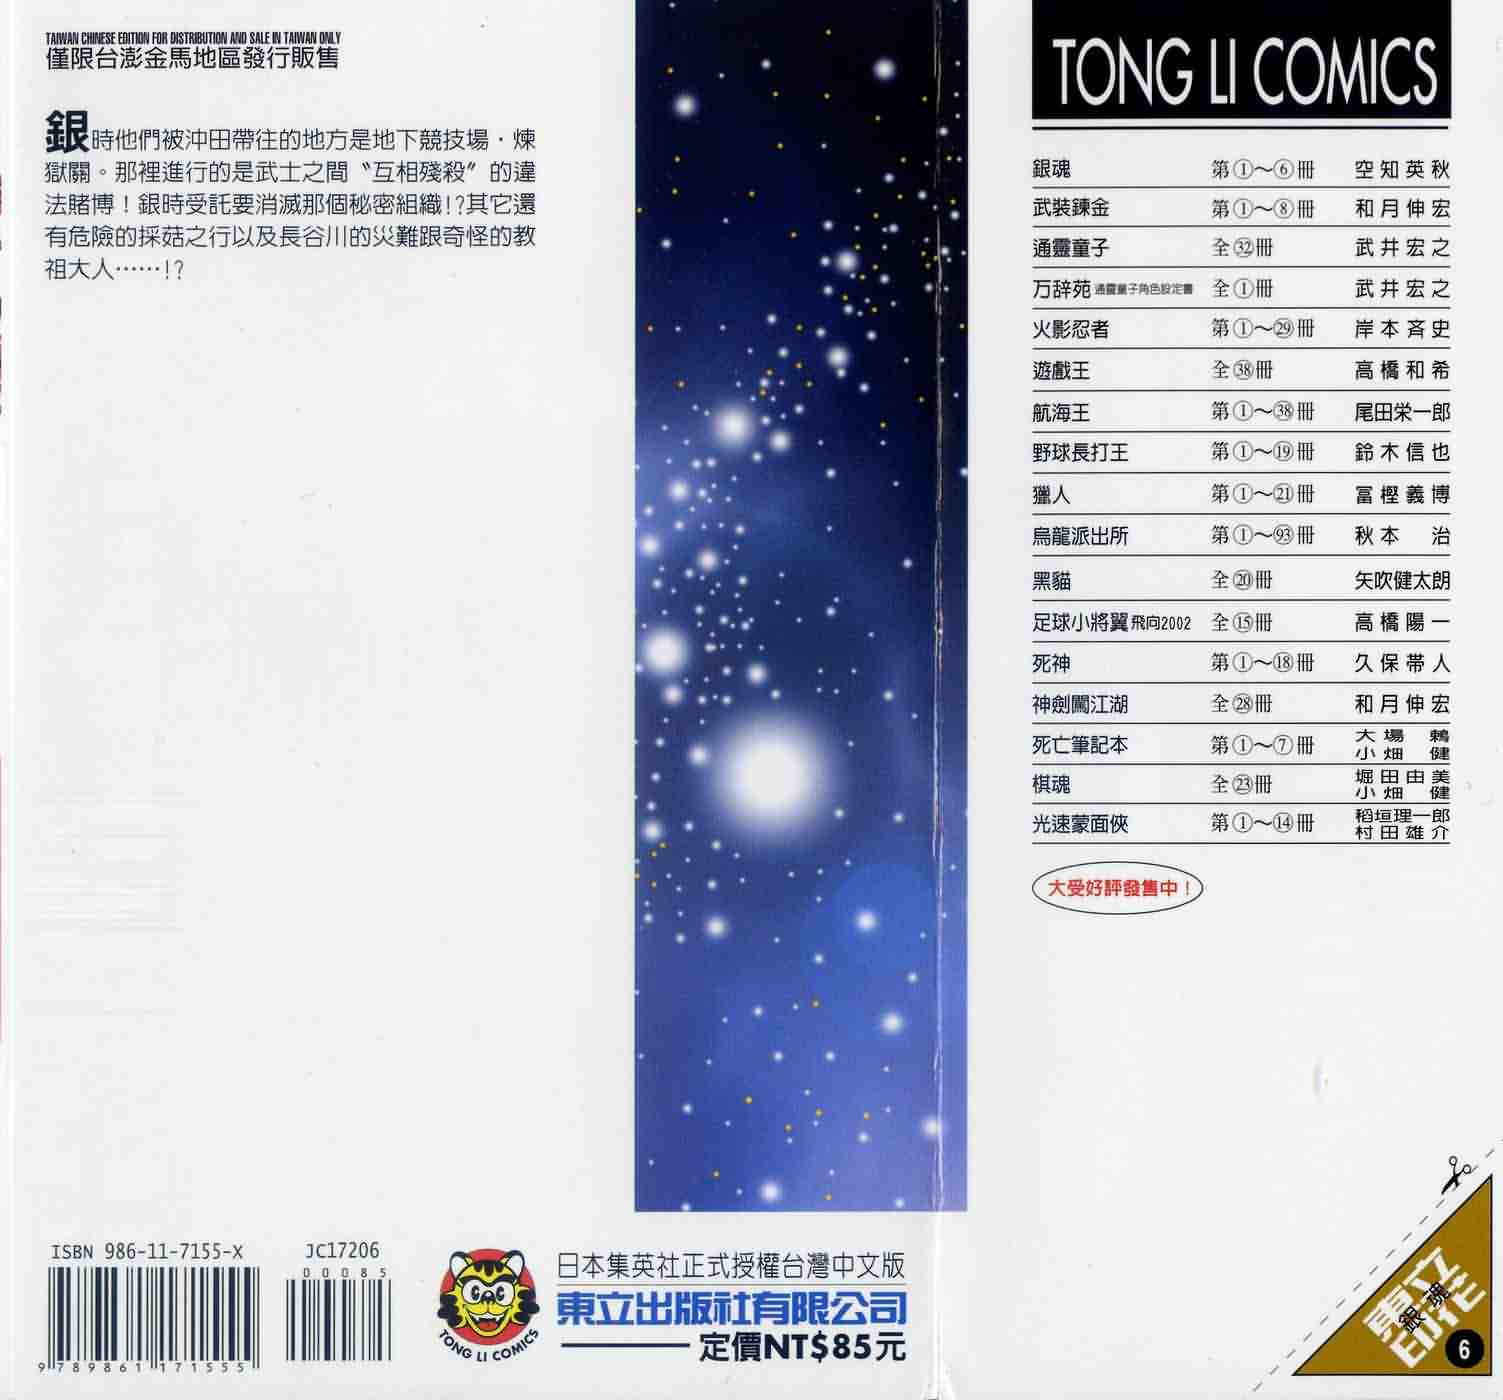 TAIWAN CHINESE EDITION FOR DISTRIBUTION AND SALE IN TAIWAN ONLY
僅限台澎金馬地區發行販售
銀時他們被沖田帶往的地方是地下競技場・煉
獄關。那裡進行的是武士之間〝互相殘殺〞的違
法賭博！銀時受託要消滅那個秘密組織!?其它還
有危險的採菇之行以及長谷川的災難跟奇怪的教
祖大人……!?
ISBN 986-11-7155-X
9 789861 171555
JC17206
00085
TONG LI COMICS
日本集英社正式授權台灣中文版
東立出版社有限公司
定價NT$85元
TONG LI COMICS
銀魂 第①～⑥冊 空知英秋
武裝鍊金 第①～⑧冊 和月伸宏
通靈童子 全㉜冊 武井宏之
万辞苑 通靈童子角色設定書 全①冊 武井宏之
火影忍者 第①～㉙冊 岸本斉史
遊戲王 全㊳冊 高橋和希
航海王 第①～㊳冊 尾田栄一郎
野球長打王 第①～⑲冊 鈴木信也
獵人 第①～㉑冊 冨樫義博
烏龍派出所 第①～93冊 秋本 治
黑貓 全⑳冊 矢吹健太朗
足球小將翼 飛向2002 全⑮冊 高橋陽一
死神 第①～⑱冊 久保帯人
神劍闖江湖 全㉘冊 和月伸宏
死亡筆記本 第①～⑦冊 大場 鶇 小畑 健
棋魂 全㉓冊 堀田由美 小畑 健
光速蒙面俠 第①～⑭冊 稻垣理一郎 村田雄介
大受好評發售中！
東立
印花
銀魂
6